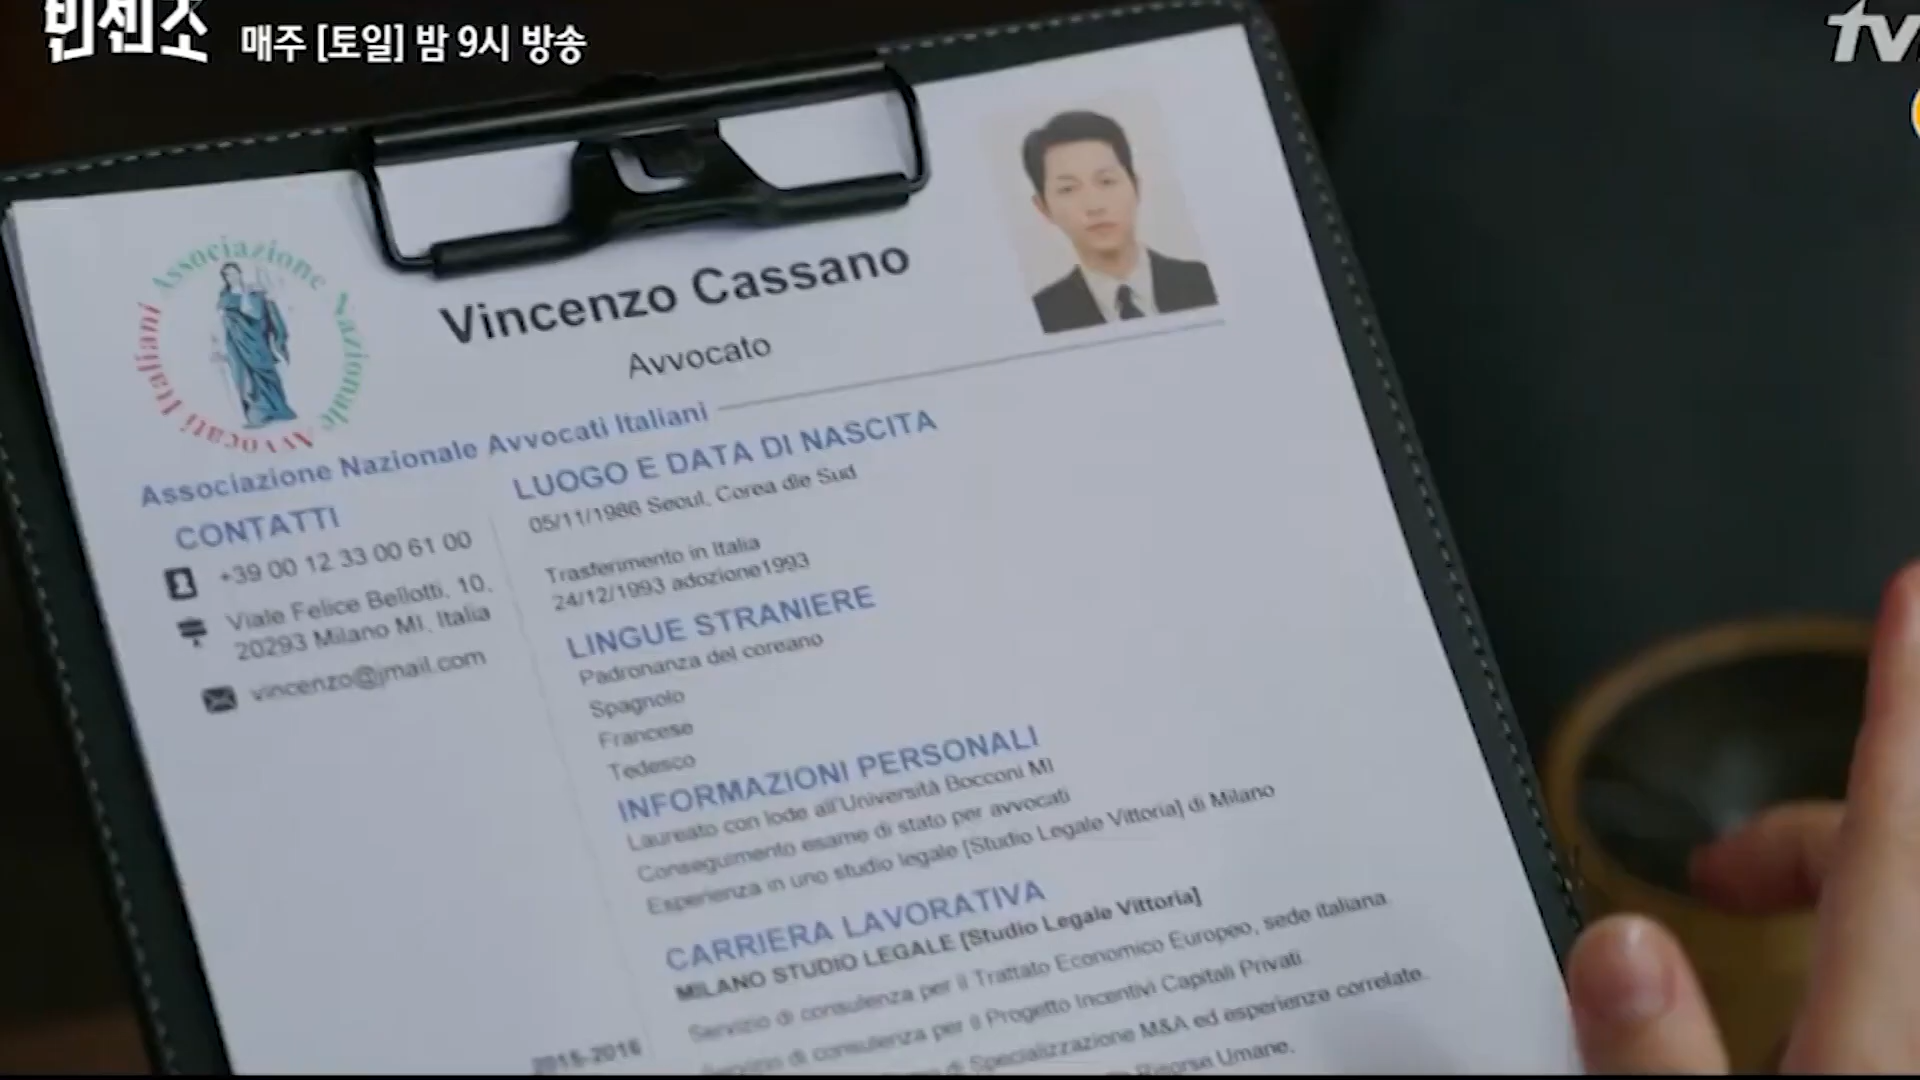 빈센조 매주 [토일] 밤 9시 방송
tv
Associazione Nazionale Avvocati Italiani
Vincenzo Cassano
Avvocato
Associazione Nazionale Avvocati Italiani
CONTATTI
+39 00 12 33 00 61 00
Viale Felice Bellotti, 10,
20293 Milano MI, Italia
vincenzo@jmail.com
LUOGO E DATA DI NASCITA
05/11/1986 Seoul, Corea dle Sud
Trasferimento in Italia
24/12/1993 adozione1993
LINGUE STRANIERE
Padronanza del coreano
Spagnolo
Francese
Tedesco
INFORMAZIONI PERSONALI
Laureato con lode all'Università Bocconi MI
Conseguimento esame di stato per avvocati
Esperienza in uno studio legale [Studio Legale Vittoria] di Milano
CARRIERA LAVORATIVA
MILANO STUDIO LEGALE [Studio Legale Vittoria]
2015-2016
Servizio di consulenza per il Trattato Economico Europeo, sede italiana
Servizio di consulenza per il Progetto Incentivi Capitali Privati.
di Specializzazione M&A ed esperienze correlate.
Risorse Umane.